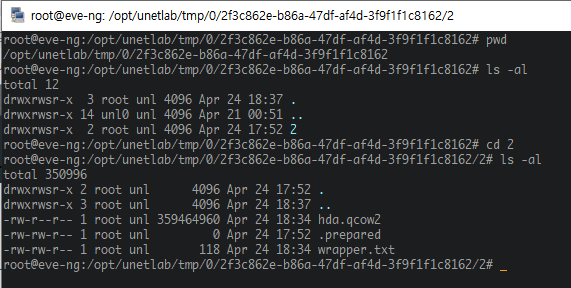 root@eve-ng: /opt/unetlab/tmp/0/2f3c862e-b86a-47df-af4d-3f9f1f1c8162/2
root@eve-ng:/opt/unetlab/tmp/0/2f3c862e-b86a-47df-af4d-3f9f1f1c8162# pwd
/opt/unetlab/tmp/0/2f3c862e-b86a-47df-af4d-3f9f1f1c8162
root@eve-ng:/opt/unetlab/tmp/0/2f3c862e-b86a-47df-af4d-3f9f1f1c8162# ls -al
total 12
drwxrwsr-x  3 root unl 4096 Apr 24 18:37 .
drwxrwsr-x 14 unl0 unl 4096 Apr 21 00:51 ..
drwxrwsr-x  2 root unl 4096 Apr 24 17:52 2
root@eve-ng:/opt/unetlab/tmp/0/2f3c862e-b86a-47df-af4d-3f9f1f1c8162# cd 2
root@eve-ng:/opt/unetlab/tmp/0/2f3c862e-b86a-47df-af4d-3f9f1f1c8162/2# ls -al
total 350996
drwxrwsr-x 2 root unl      4096 Apr 24 17:52 .
drwxrwsr-x 3 root unl      4096 Apr 24 18:37 ..
-rw-r--r-- 1 root unl 359464960 Apr 24 18:34 hda.qcow2
-rw-rw-r-- 1 root unl         0 Apr 24 17:52 .prepared
-rw-rw-r-- 1 root unl       118 Apr 24 18:34 wrapper.txt
root@eve-ng:/opt/unetlab/tmp/0/2f3c862e-b86a-47df-af4d-3f9f1f1c8162/2# _